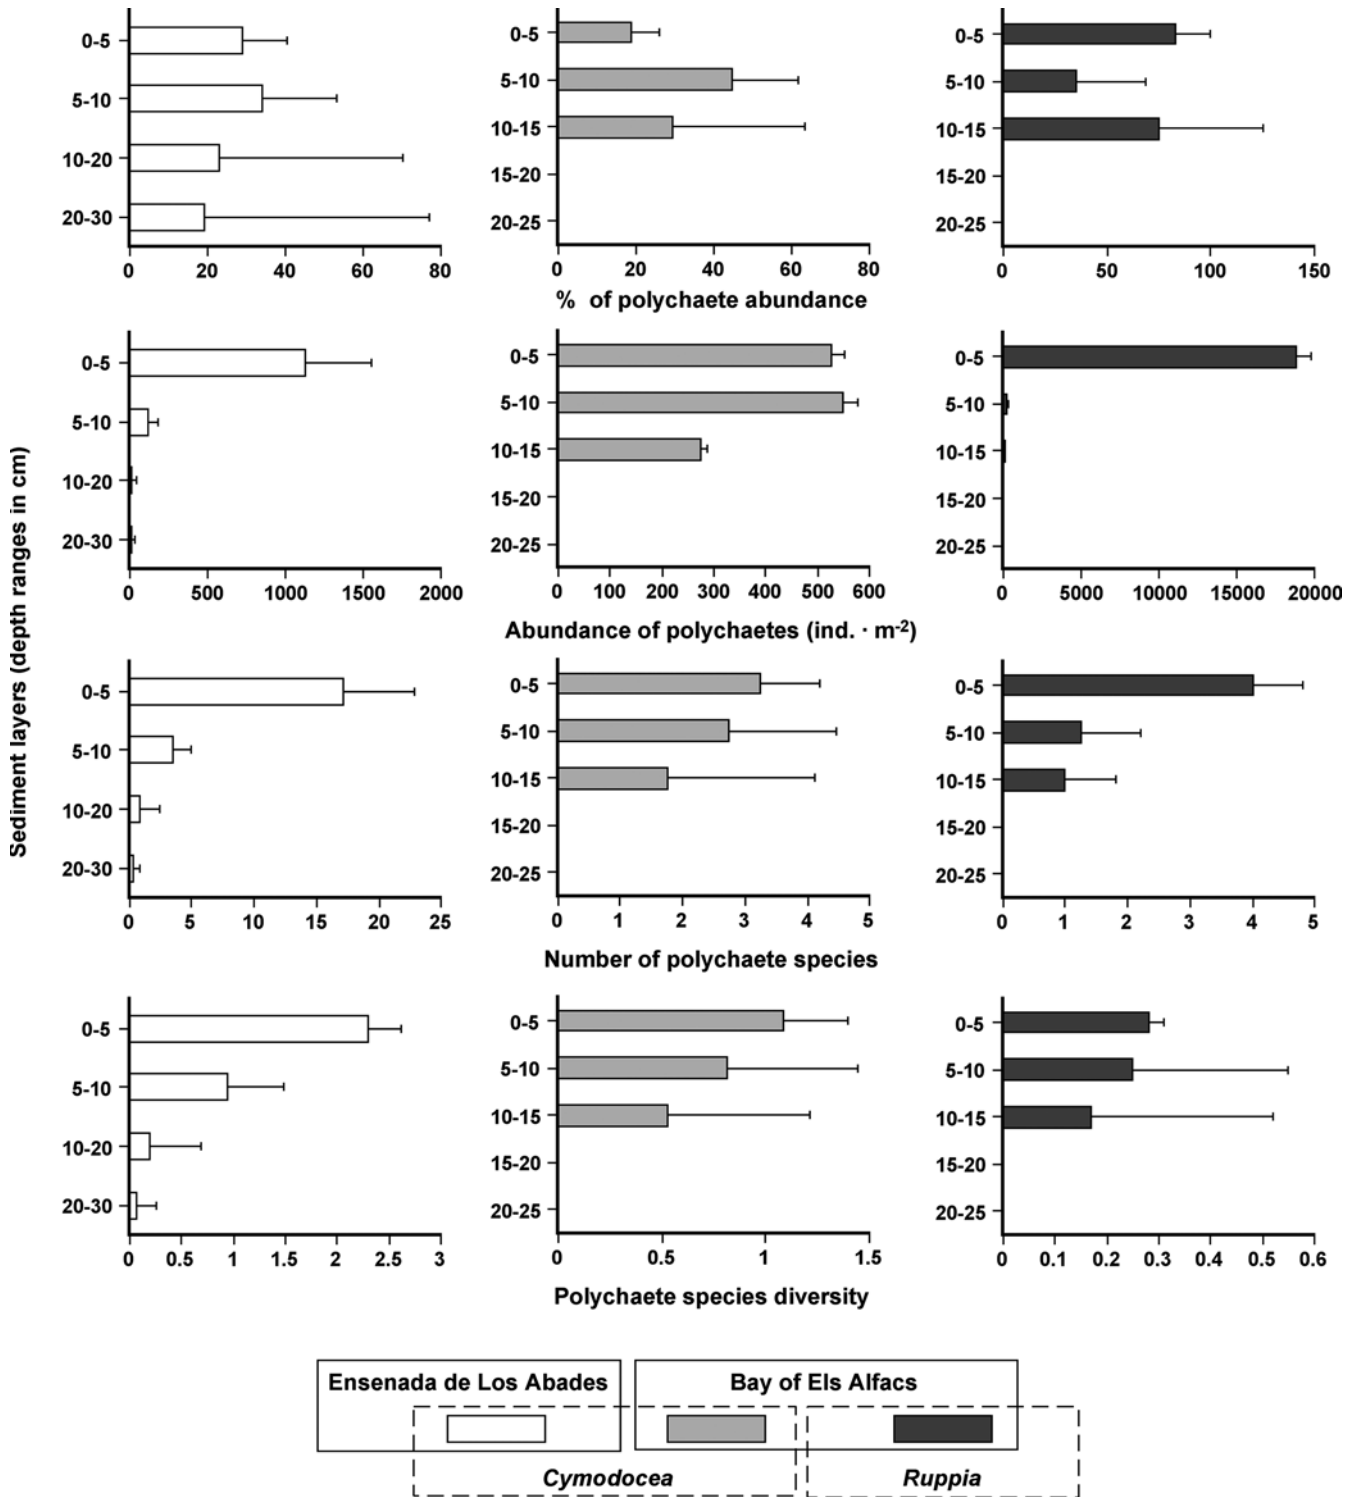 0-5
5-10
10-20
20-30
0 20 40 60 80
0-5
5-10
10-15
15-20
20-25
0 20 40 60 80
0-5
5-10
10-15
15-20
20-25
0 50 100 150
% of polychaete abundance
0-5
5-10
10-20
20-30
0 500 1000 1500 2000
0-5
5-10
10-15
15-20
20-25
0 100 200 300 400 500 600
0-5
5-10
10-15
15-20
20-25
0 5000 10000 15000 20000
Abundance of polychaetes (ind. · m-2)
Sediment layers (depth ranges in cm)
0-5
5-10
10-20
20-30
0 5 10 15 20 25
0-5
5-10
10-15
15-20
20-25
0 1 2 3 4 5
0-5
5-10
10-15
15-20
20-25
0 1 2 3 4 5
Number of polychaete species
0-5
5-10
10-20
20-30
0 0.5 1 1.5 2 2.5 3
0-5
5-10
10-15
15-20
20-25
0 0.5 1 1.5
0-5
5-10
10-15
15-20
20-25
0 0.1 0.2 0.3 0.4 0.5 0.6
Polychaete species diversity
Ensenada de Los Abades
Bay of Els Alfacs
Cymodocea
Ruppia